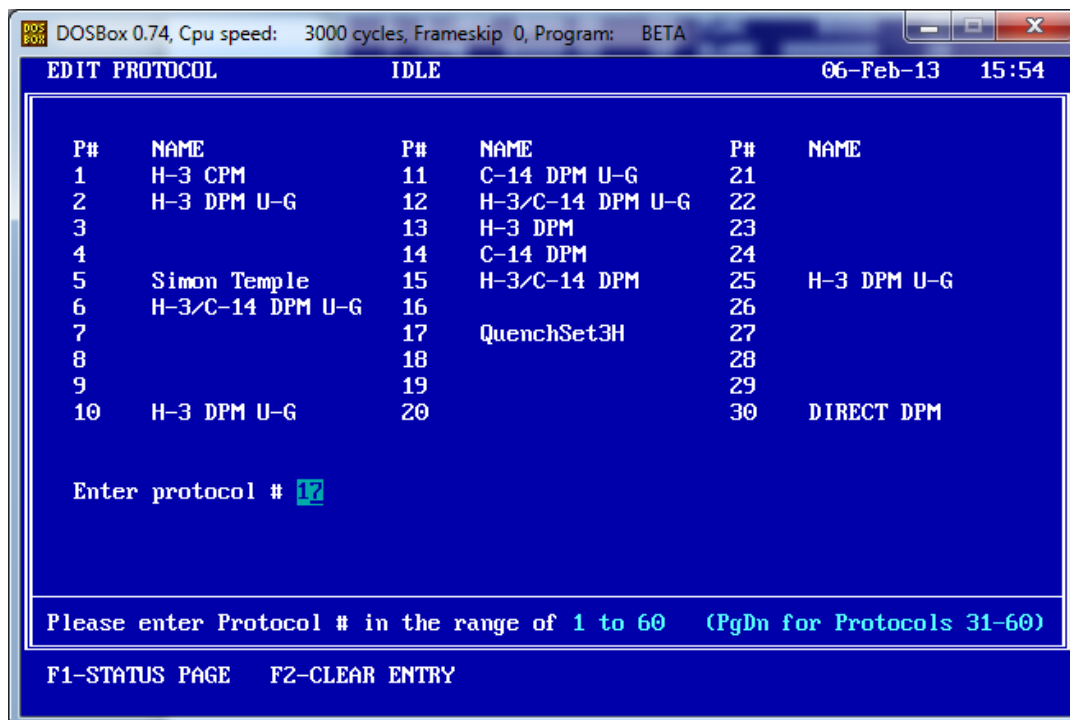 DOS BOX DOSBox 0.74, Cpu speed: 3000 cycles, Frameskip 0, Program: BETA
EDIT PROTOCOL IDLE 06-Feb-13 15:54
P# NAME P# NAME P# NAME
1 H-3 CPM 11 C-14 DPM U-G 21
2 H-3 DPM U-G 12 H-3/C-14 DPM U-G 22
3 13 H-3 DPM 23
4 14 C-14 DPM 24
5 Simon Temple 15 H-3/C-14 DPM 25 H-3 DPM U-G
6 H-3/C-14 DPM U-G 16 26
7 17 QuenchSet3H 27
8 18 28
9 19 29
10 H-3 DPM U-G 20 30 DIRECT DPM
Enter protocol # 17
Please enter Protocol # in the range of 1 to 60 (PgDn for Protocols 31-60)
F1-STATUS PAGE F2-CLEAR ENTRY